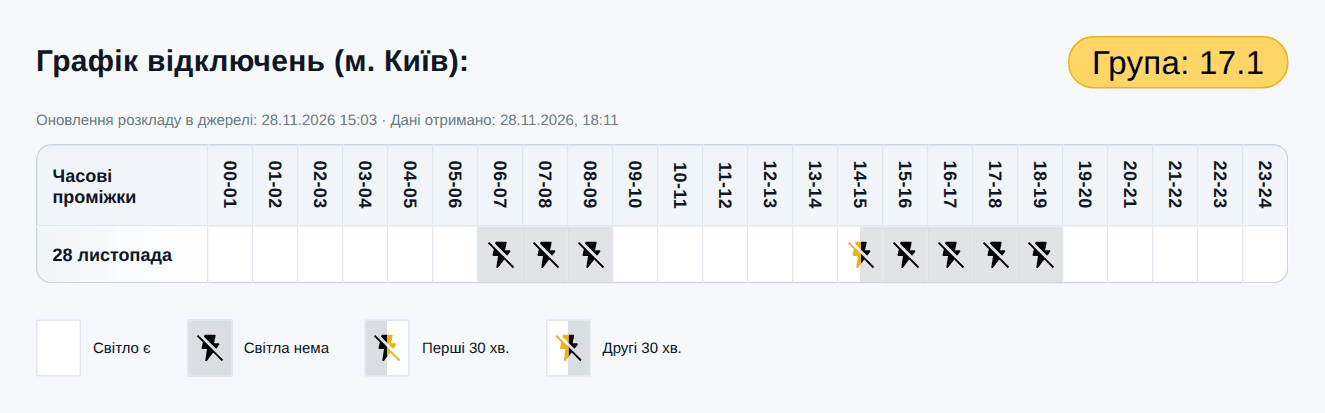 Графік відключень (м. Київ):
Група: 17.1
Оновлення розкладу в джерелі: 28.11.2026 15:03 · Дані отримано: 28.11.2026, 18:11
Часові
проміжки
00-01
01-02
02-03
03-04
04-05
05-06
06-07
07-08
08-09
09-10
10-11
11-12
12-13
13-14
14-15
15-16
16-17
17-18
18-19
19-20
20-21
21-22
22-23
23-24
28 листопада
Світло є
Світла нема
Перші 30 хв.
Другі 30 хв.